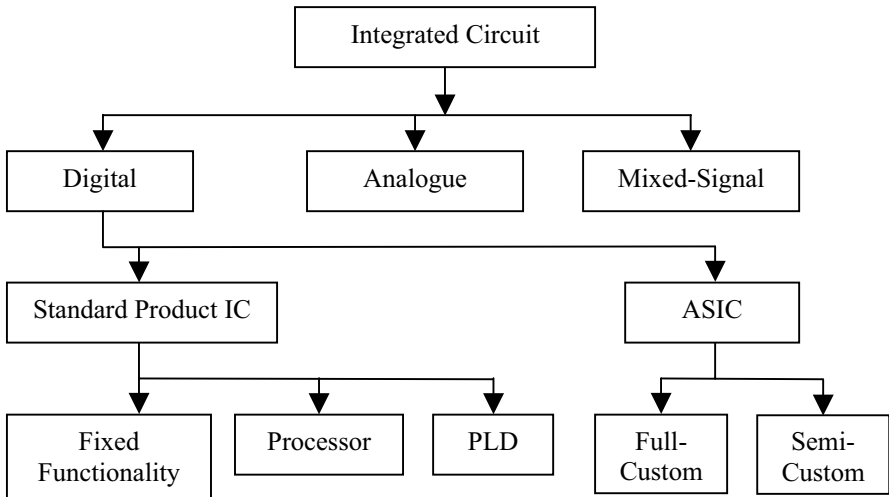 Integrated Circuit
Digital
Analogue
Mixed-Signal
Standard Product IC
ASIC
Fixed
Functionality
Processor
PLD
Full-
Custom
Semi-
Custom